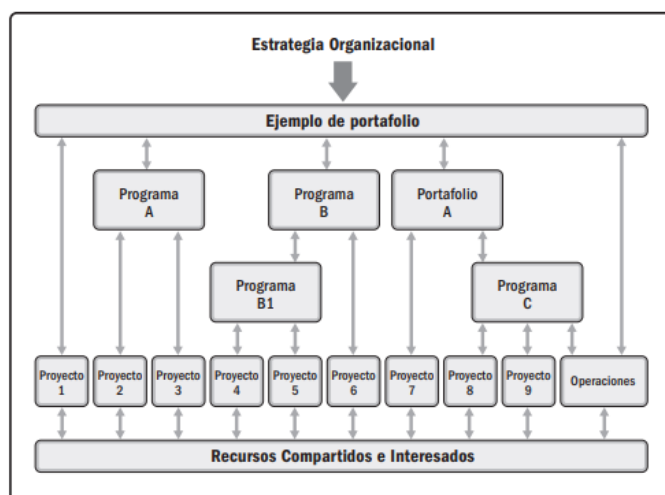 Estrategia Organizacional
Ejemplo de portafolio
Programa
A
Programa
B
Portafolio
A
Programa
B1
Programa
C
Proyecto
1
Proyecto
2
Proyecto
3
Proyecto
4
Proyecto
5
Proyecto
6
Proyecto
7
Proyecto
8
Proyecto
9
Operaciones
Recursos Compartidos e Interesados